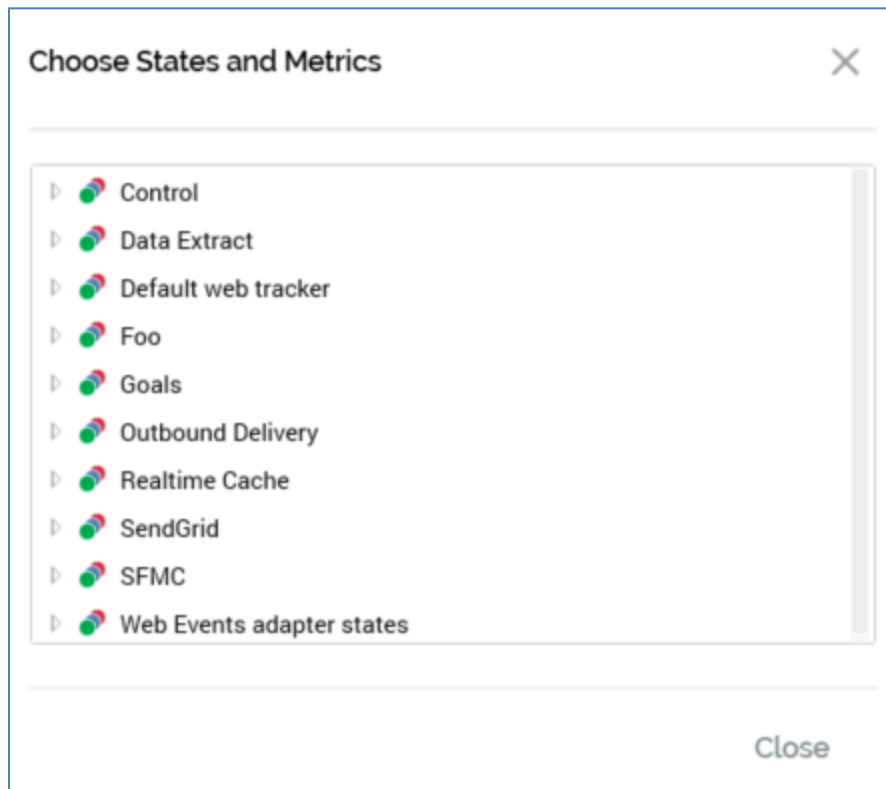 Choose States and Metrics
Control
Data Extract
Default web tracker
Foo
Goals
Outbound Delivery
Realtime Cache
SendGrid
SFMC
Web Events adapter states
Close